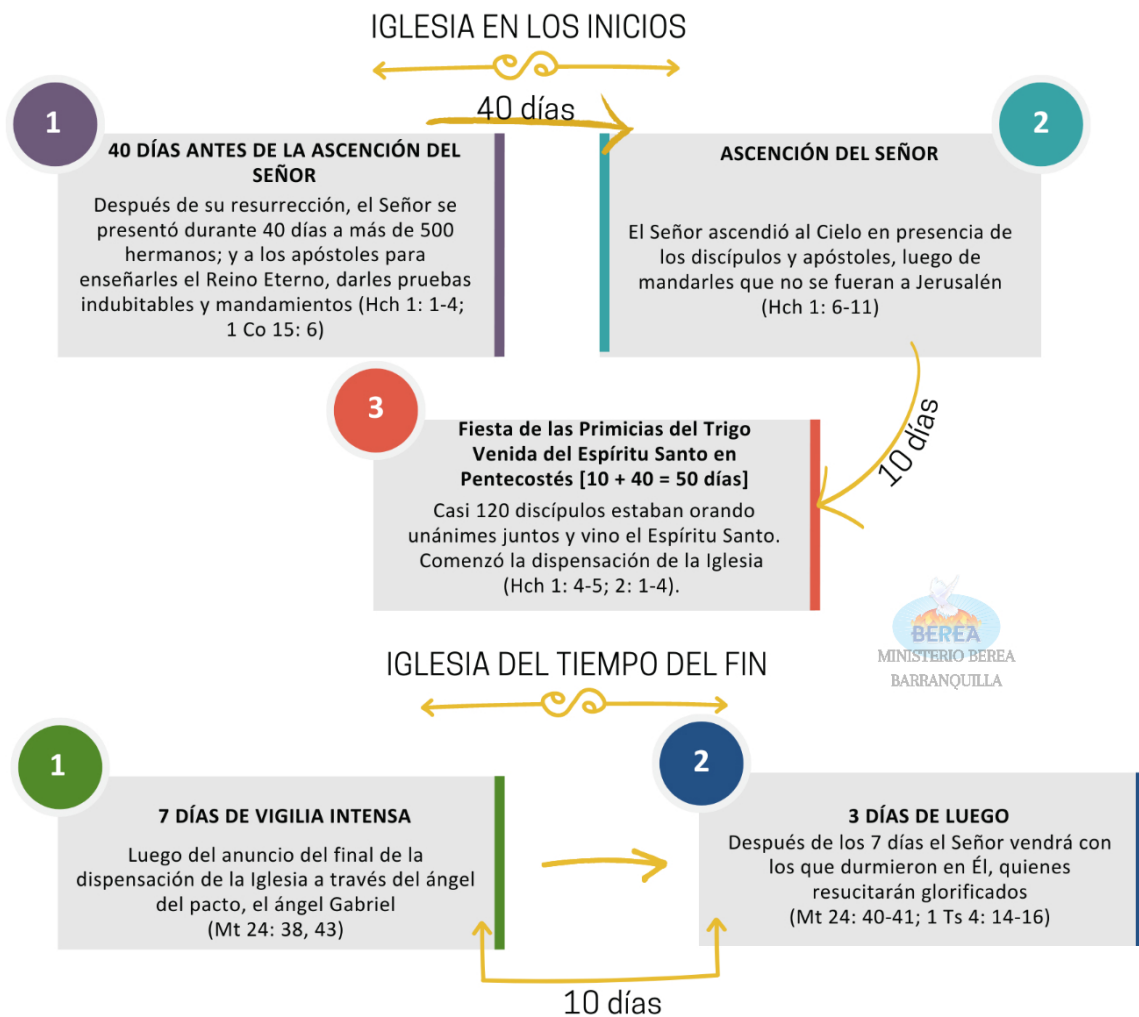 IGLESIA EN LOS INICIOS
40 días
1
40 DÍAS ANTES DE LA ASCENCIÓN DEL
SEÑOR
Después de su resurrección, el Señor se
presentó durante 40 días a más de 500
hermanos; y a los apóstoles para
enseñarles el Reino Eterno, darles pruebas
indubitables y mandamientos (Hch 1: 1-4;
1 Co 15: 6)
2
ASCENCIÓN DEL SEÑOR
El Señor ascendió al Cielo en presencia de
los discípulos y apóstoles, luego de
mandarles que no se fueran a Jerusalén
(Hch 1: 6-11)
10 días
3
Fiesta de las Primicias del Trigo
Venida del Espíritu Santo en
Pentecostés [10 + 40 = 50 días]
Casi 120 discípulos estaban orando
unánimes juntos y vino el Espíritu Santo.
Comenzó la dispensación de la Iglesia
(Hch 1: 4-5; 2: 1-4).
BEREA
MINISTERIO BEREA
BARRANQUILLA
IGLESIA DEL TIEMPO DEL FIN
1
7 DÍAS DE VIGILIA INTENSA
Luego del anuncio del final de la
dispensación de la Iglesia a través del ángel
del pacto, el ángel Gabriel
(Mt 24: 38, 43)
2
3 DÍAS DE LUEGO
Después de los 7 días el Señor vendrá con
los que durmieron en Él, quienes
resucitarán glorificados
(Mt 24: 40-41; 1 Ts 4: 14-16)
10 días